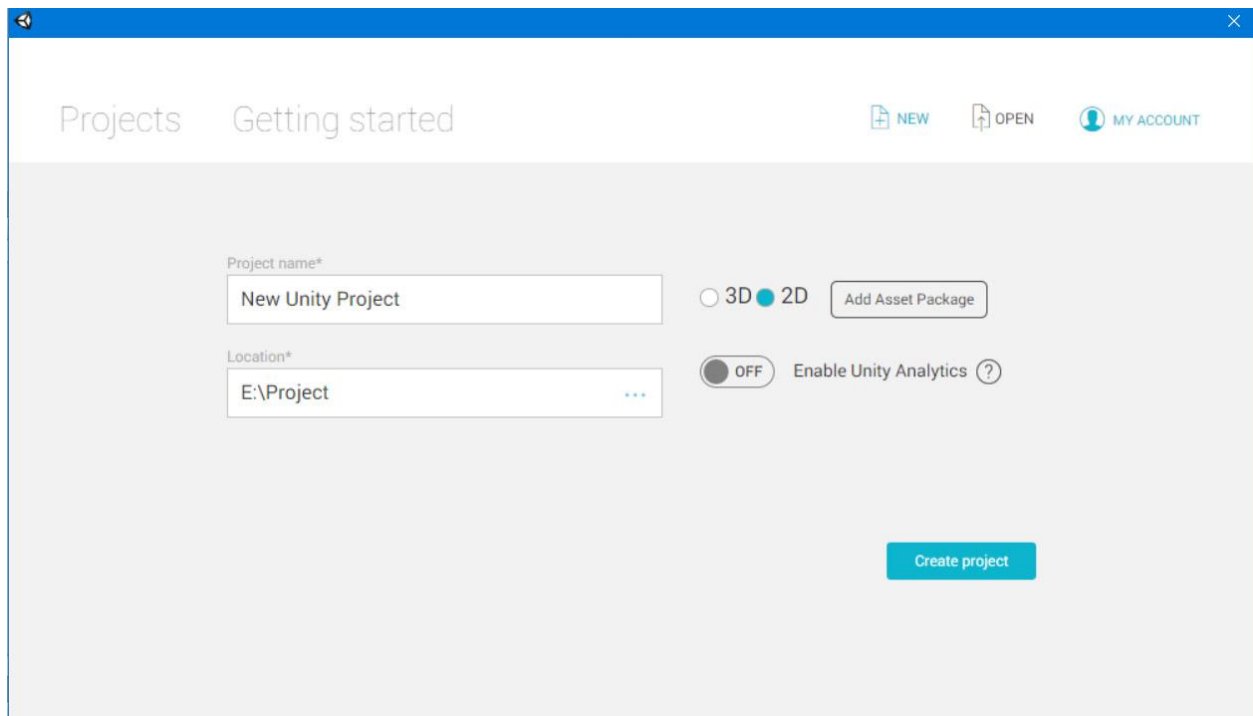 Projects Getting started NEW OPEN MY ACCOUNT
Project name*
New Unity Project 3D 2D Add Asset Package
Location*
E:\Project ... OFF Enable Unity Analytics ?
Create project